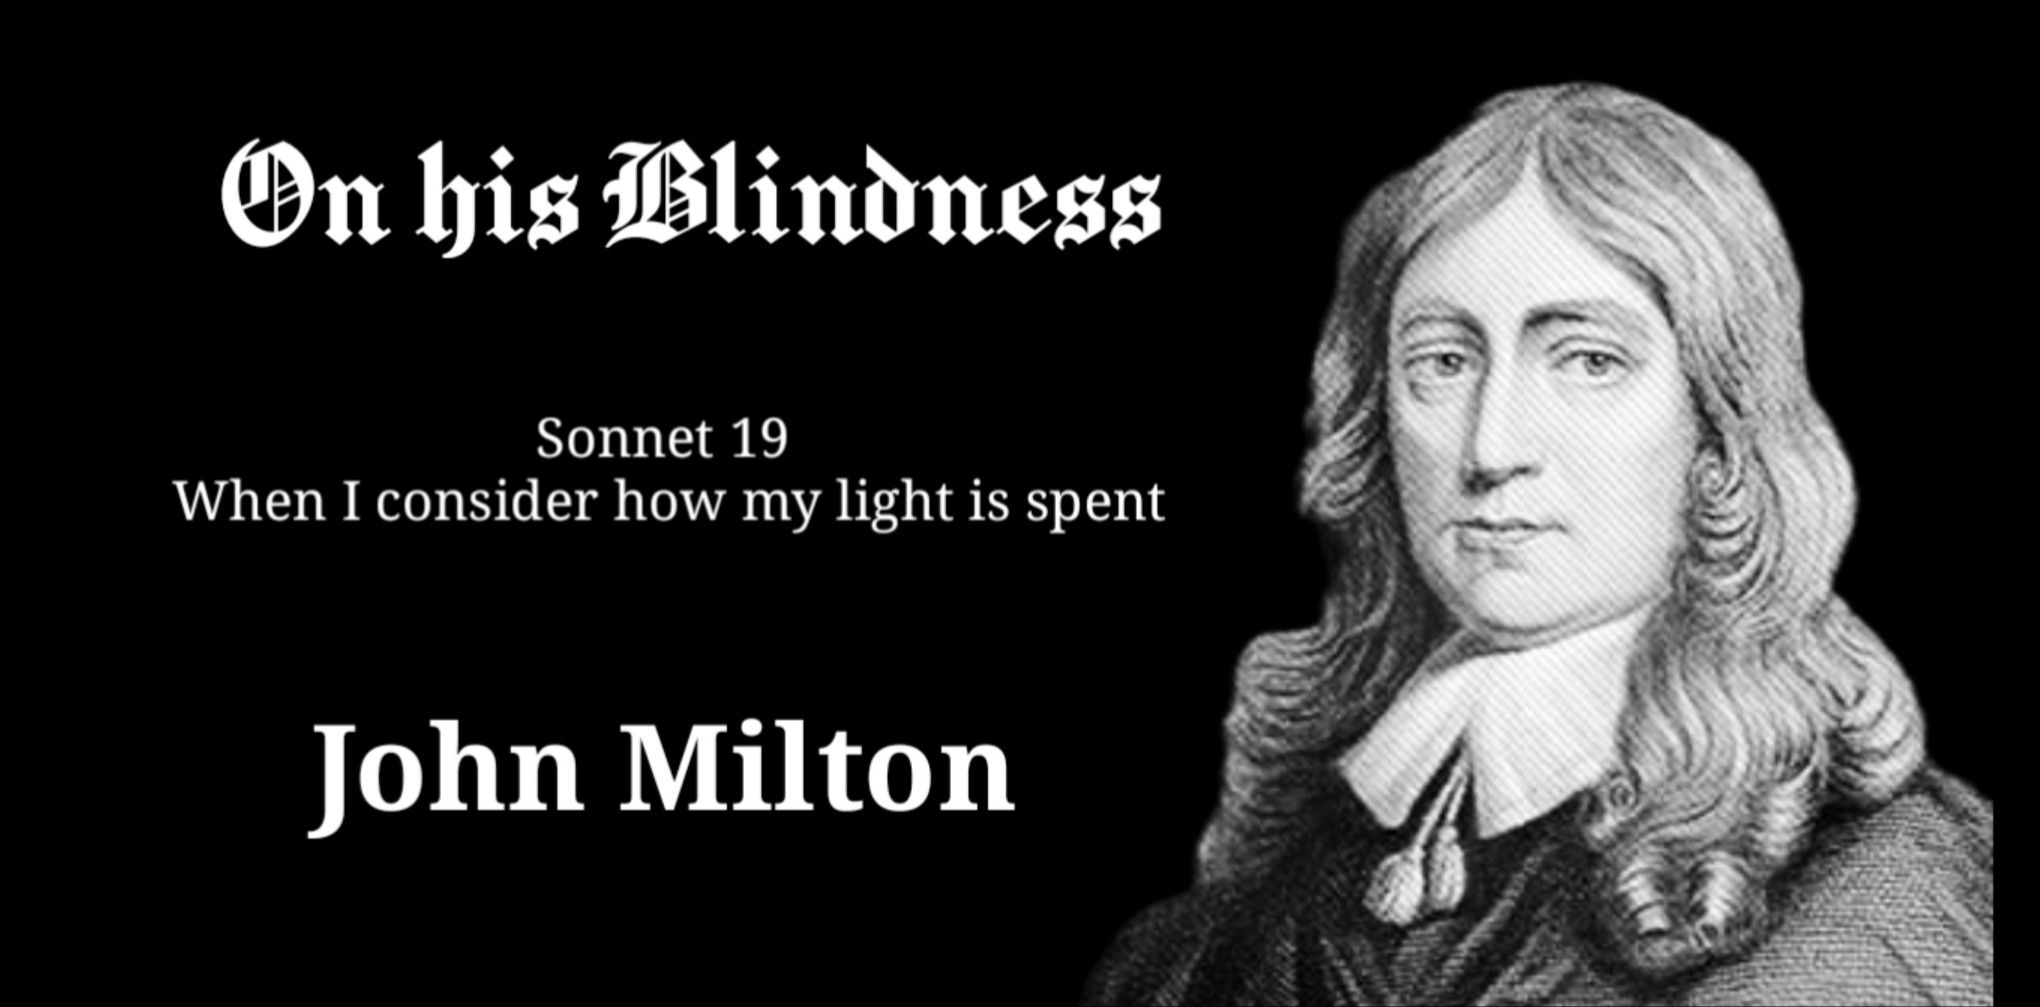 On his Blindness
Sonnet 19
When I consider how my light is spent
John Milton